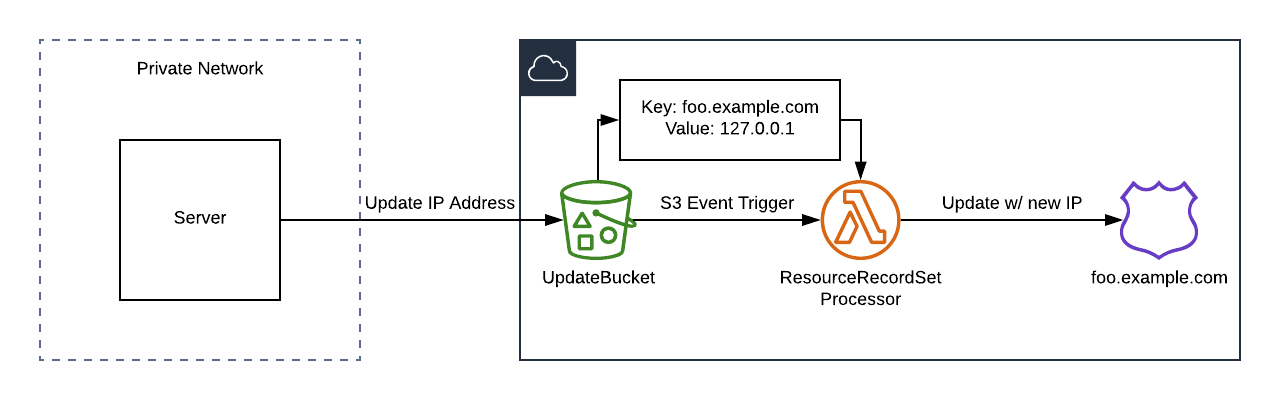 Private Network
Server
Update IP Address
Key: foo.example.com
Value: 127.0.0.1
UpdateBucket
S3 Event Trigger
ResourceRecordSet
Processor
Update w/ new IP
foo.example.com